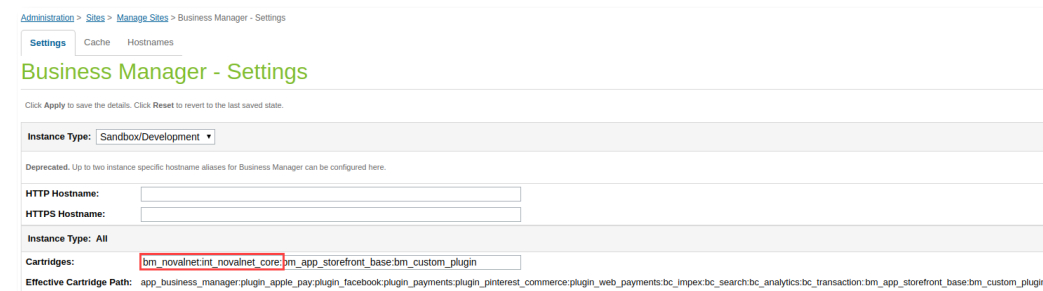 Administration > Sites > Manage Sites > Business Manager - Settings
Settings Cache Hostnames
Business Manager - Settings
Click Apply to save the details. Click Reset to revert to the last saved state.
Instance Type: Sandbox/Development
Deprecated. Up to two instance specific hostname aliases for Business Manager can be configured here.
HTTP Hostname:
HTTPS Hostname:
Instance Type: All
Cartridges: bm_novalnet:int_novalnet_core:bm_app_storefront_base:bm_custom_plugin
Effective Cartridge Path: app_business_manager:plugin_apple_pay:plugin_facebook:plugin_payments:plugin_pinterest_commerce:plugin_web_payments:bc_impex:bc_search:bc_analytics:bc_transaction:bm_app_storefront_base:bm_custom_plugin